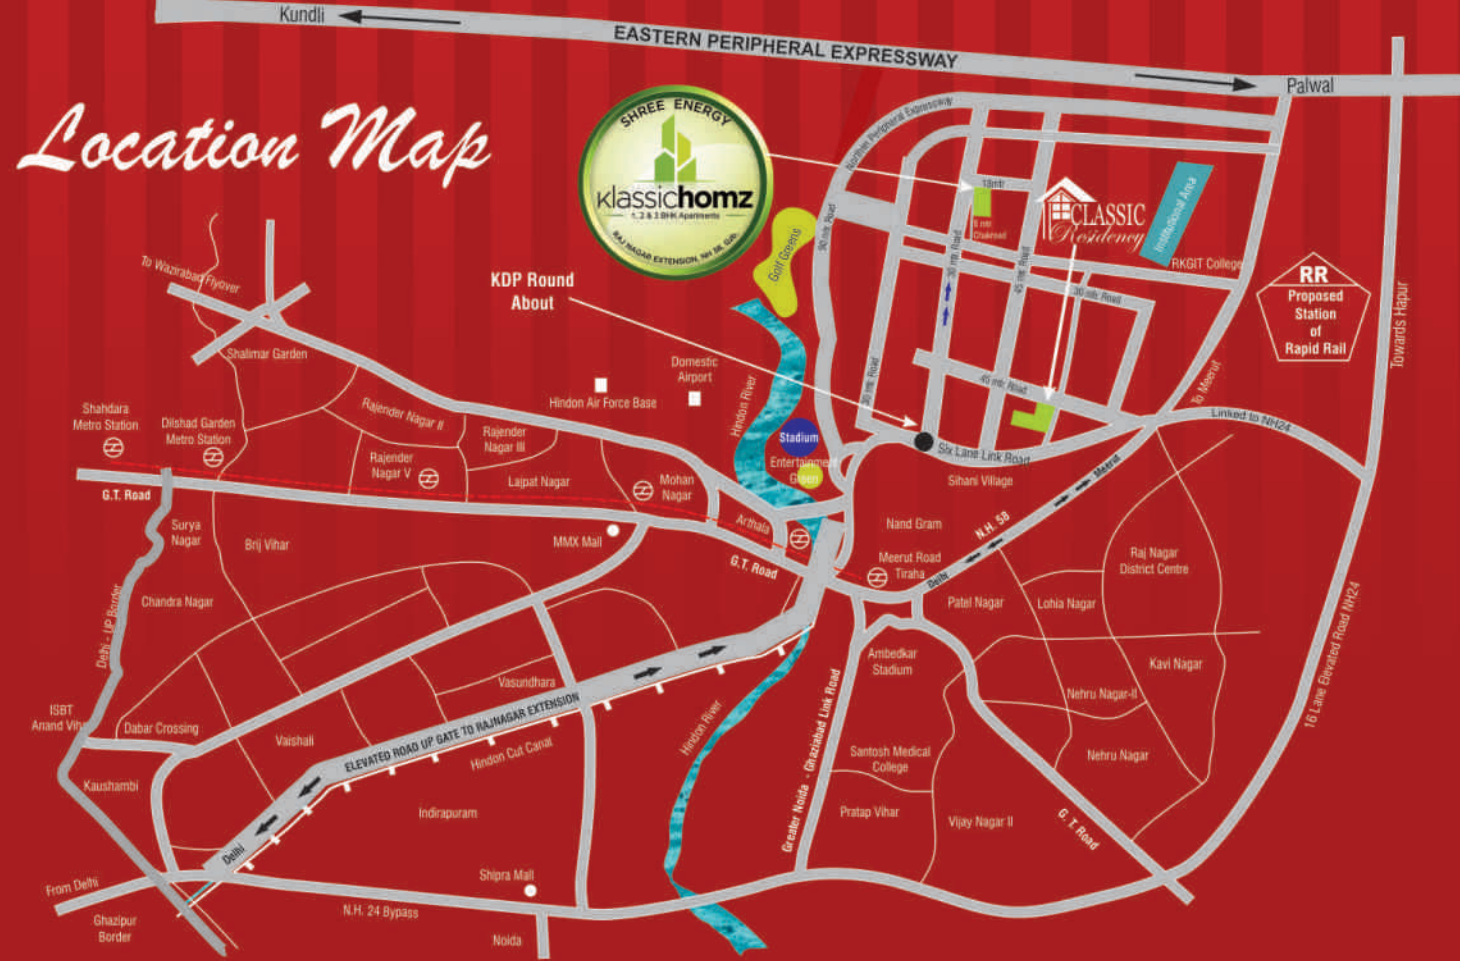 Kundli
EASTERN PERIPHERAL EXPRESSWAY
Palwal
Location Map
SHREE ENERGY
klassichomz
1, 2 & 3 BHK Apartments
RAJ NAGAR EXTENSION, NH 58, Gzb.
Northen Peripheral Expressway
18mtr
CLASSIC
Residency
Institutional Area
RKGIT College
Golf Greens
90 mtr. Road
30 mtr. Road
45 mtr. Road
30 mtr. Road
RR
Proposed
Station
of
Rapid Rail
Towards Hapur
KDP Round
About
To Wazirabad Flyover
Shalimar Garden
Domestic
Airport
Hindon Air Force Base
Hindon River
30 mtr. Road
45 mtr. Road
To Meerut
Linked to NH24
Shahdara
Metro Station
Dilshad Garden
Metro Station
Rajender Nagar II
Rajender
Nagar III
Rajender
Nagar V
Lajpat Nagar
Mohan
Nagar
Stadium
Entertainment
Green
Six Lane Link Road
Sihani Village
Meerut
G.T. Road
Surya
Nagar
Brij Vihar
MMX Mall
Arthala
G.T. Road
Nand Gram
N.H. 58
Meerut Road
Tiraha
Delhi
Raj Nagar
District Centre
Chandra Nagar
Delhi - UP Border
Patel Nagar
Lohia Nagar
Ambedkar
Stadium
Kavi Nagar
Nehru Nagar-II
16 Lane Elevated Road NH24
ISBT
Dabar Crossing
Vaishali
Vasundhara
ELEVATED ROAD UP GATE TO RAJNAGAR EXTENSION
Hindon Cut Canal
Hindon River
Greater Noida - Ghaziabad Link Road
Santosh Medical
College
Nehru Nagar
Kaushambi
Indirapuram
Pratap Vihar
Vijay Nagar II
G. T. Road
Delhi
From Delhi
Ghazipur
Border
Shipra Mall
N.H. 24 Bypass
Noida